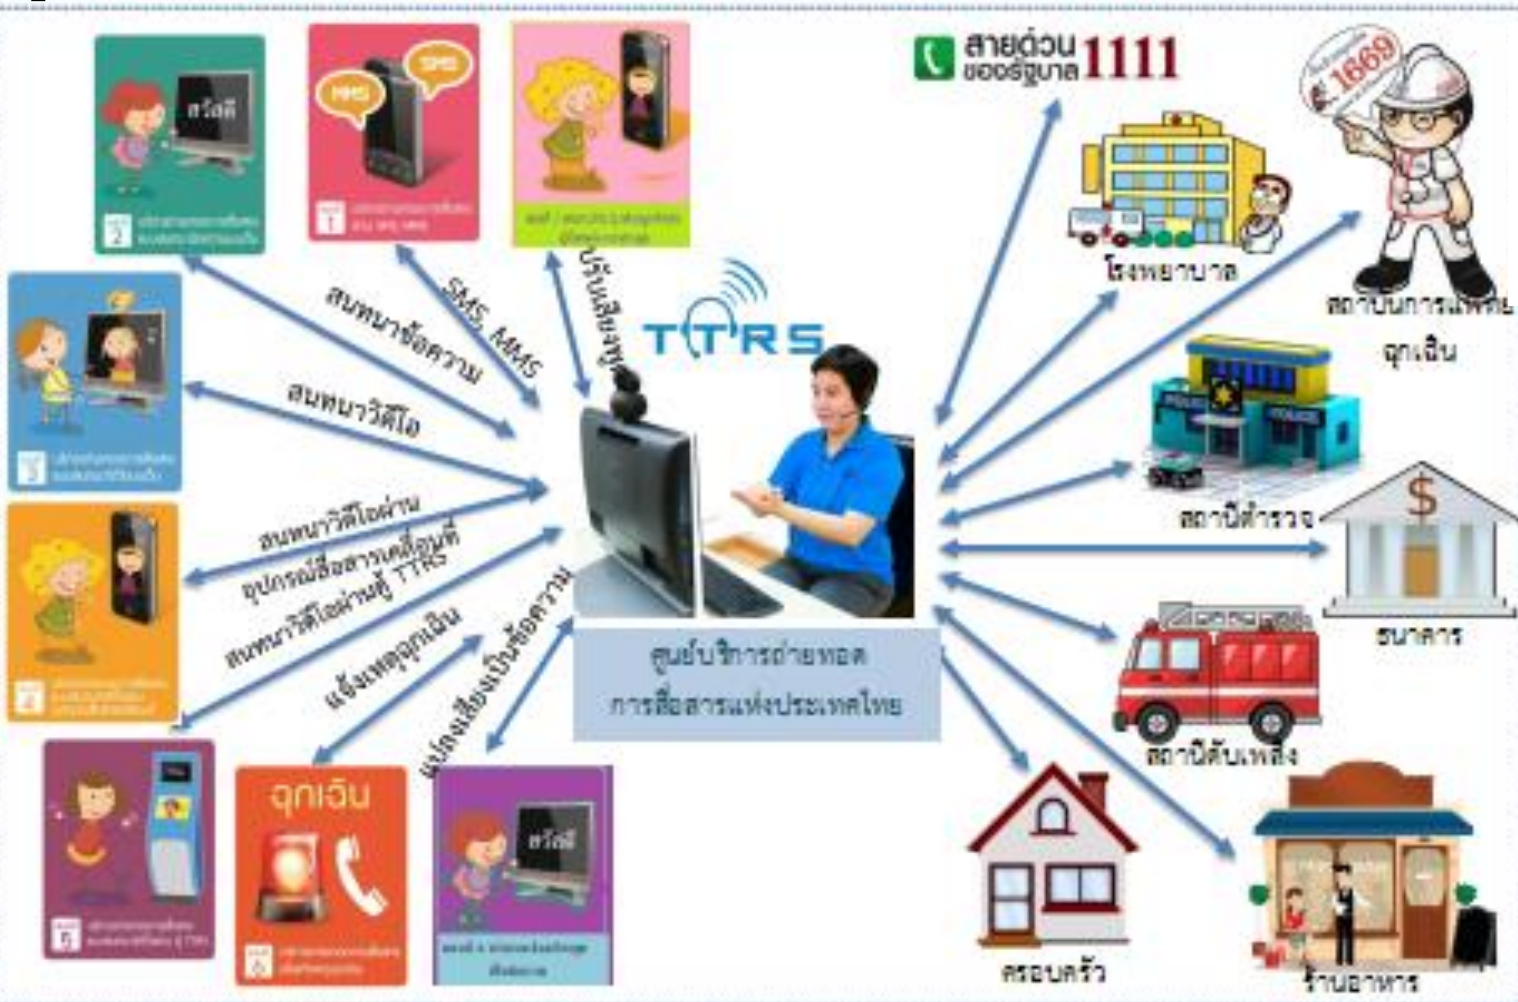 สายด่วน
ของรัฐบาล 1111
1669
สวัสดี
2
MMS
SMS
1
ปรับเสียงพูด
TTRS
สนทนาข้อความ
SMS, MMS
โรงพยาบาล
สถาบันการแพทย์
ฉุกเฉิน
3
สนทนาวิดีโอ
POLICE
POLICE
สถานีตำรวจ
$
ธนาคาร
4
สนทนาวิดีโอผ่าน
อุปกรณ์สื่อสารเคลื่อนที่
สนทนาวิดีโอผ่านตู้ TTRS
แจ้งเหตุฉุกเฉิน
แปลงเสียงเป็นข้อความ
ศูนย์บริการถ่ายทอด
การสื่อสารแห่งประเทศไทย
สถานีดับเพลิง
5
ฉุกเฉิน
6
สวัสดี
ครอบครัว
ร้านอาหาร